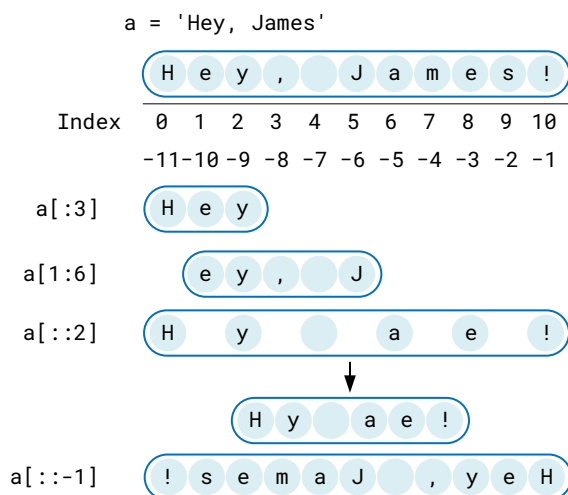 a = 'Hey, James'
H e y , J a m e s !
Index 0 1 2 3 4 5 6 7 8 9 10
-11 -10 -9 -8 -7 -6 -5 -4 -3 -2 -1
a[:3] H e y
a[1:6] e y , J
a[::2] H y a e !
H y a e !
a[::-1] ! s e m a J , y e H